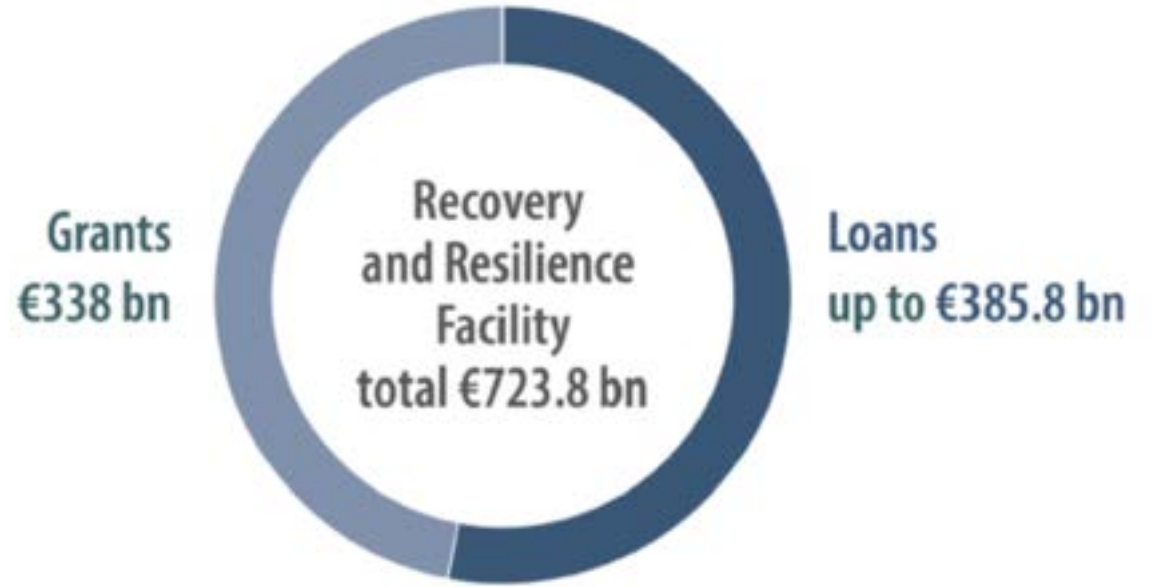 Grants
€338 bn
Recovery
and Resilience
Facility
total €723.8 bn
Loans
up to €385.8 bn